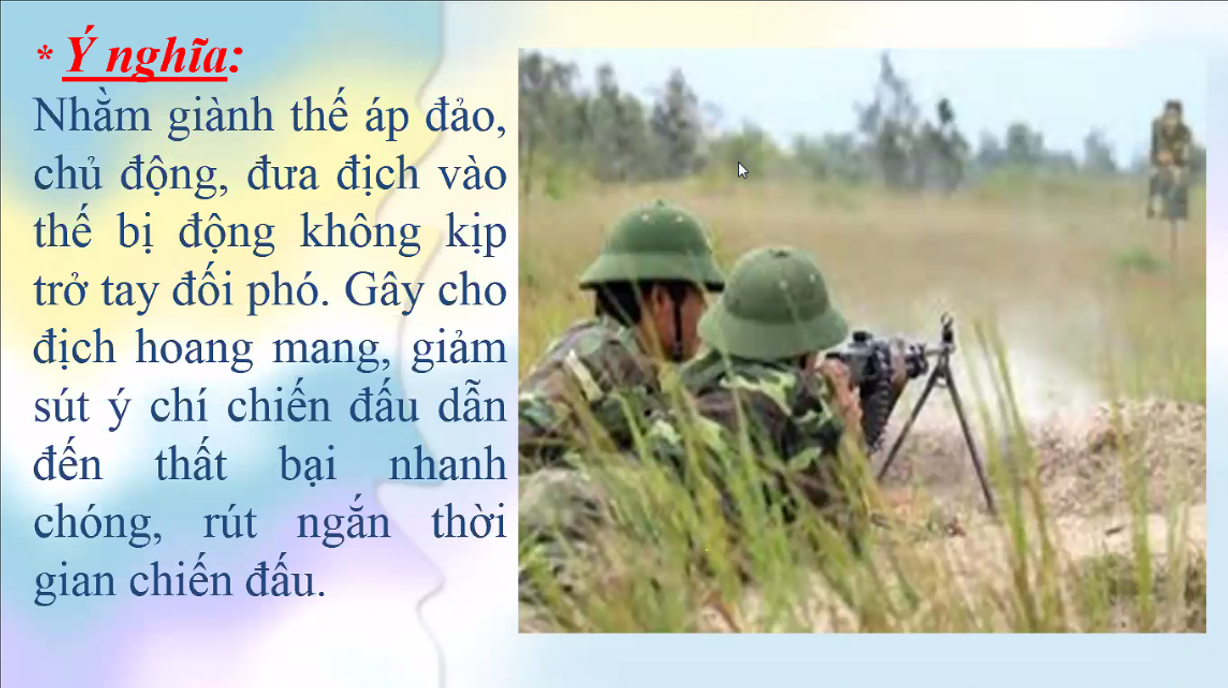 * Ý nghĩa:
Nhằm giành thế áp đảo,
chủ động, đưa địch vào
thế bị động không kịp
trở tay đối phó. Gây cho
địch hoang mang, giảm
sút ý chí chiến đấu dẫn
đến thất bại nhanh
chóng, rút ngắn thời
gian chiến đấu.